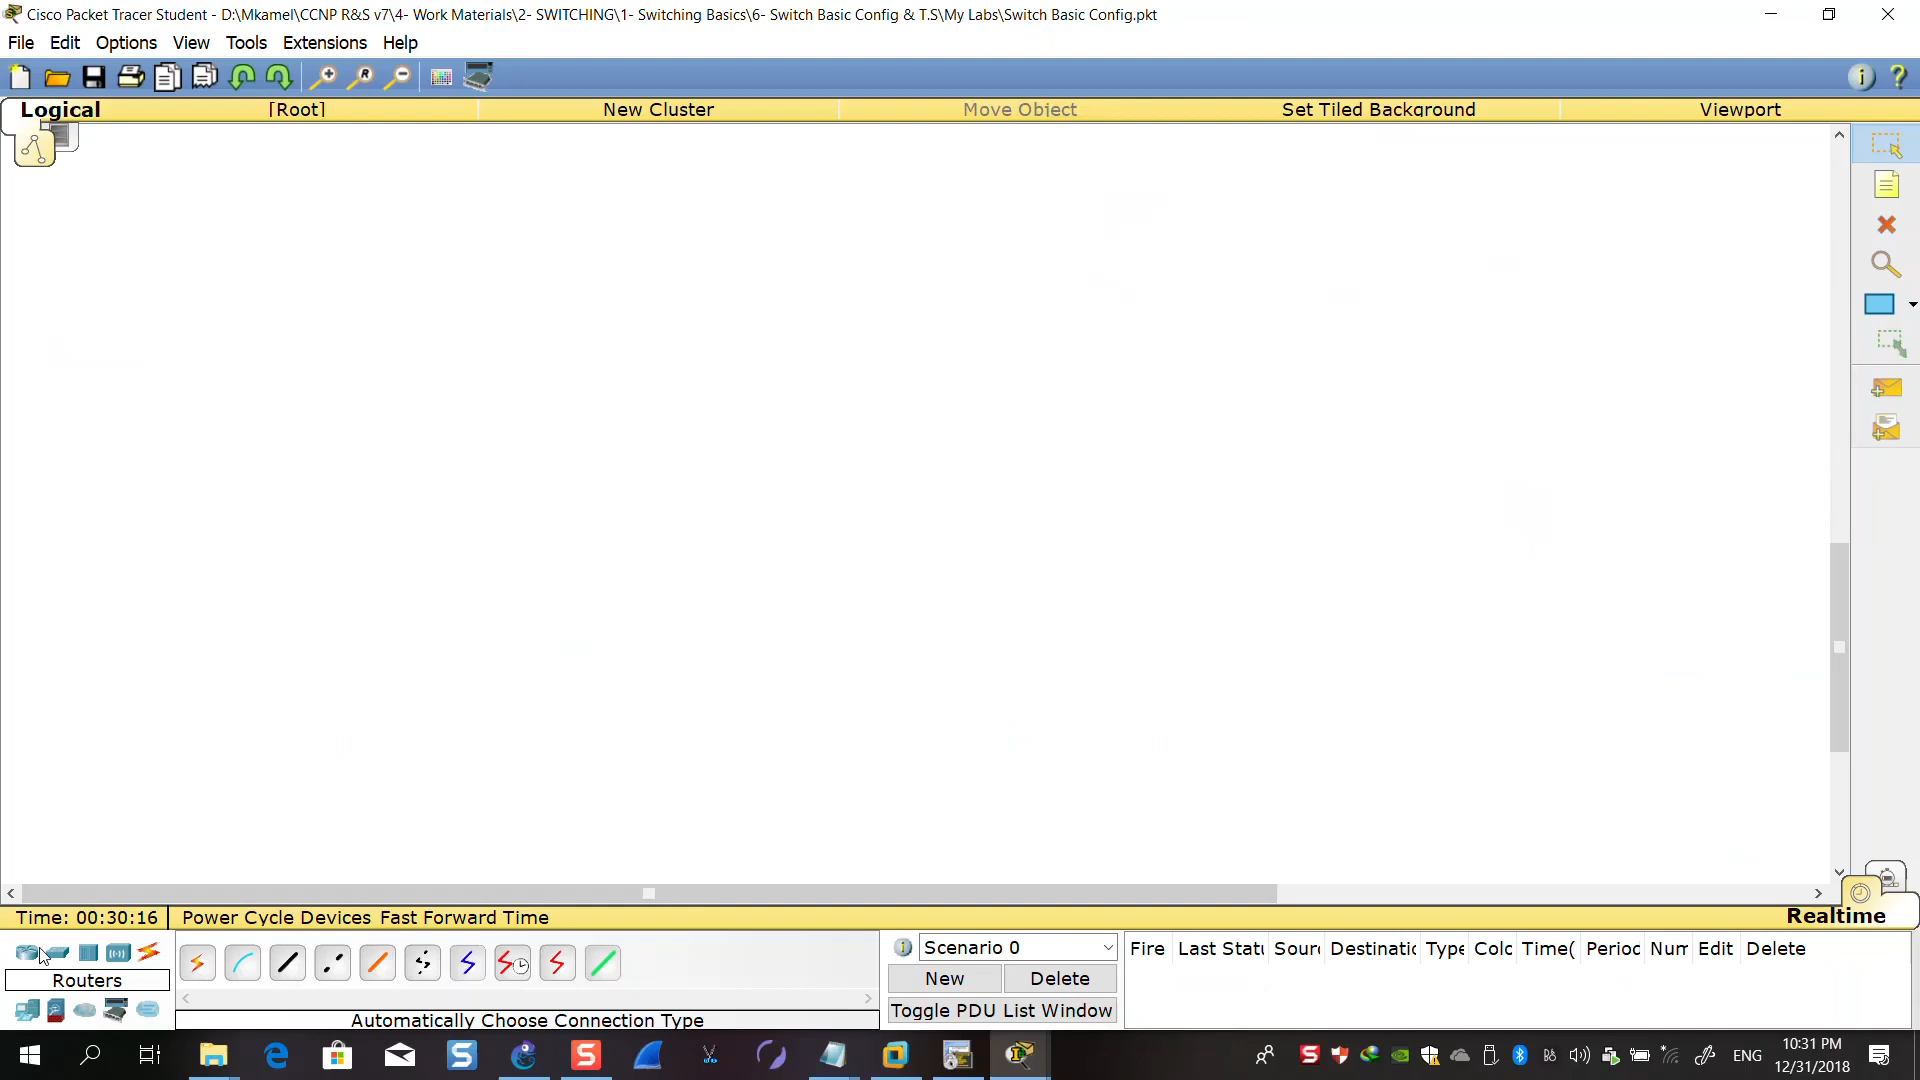 Cisco Packet Tracer Student - D:\Mkamel\CCNP R&S v7\4- Work Materials\2- SWITCHING\1- Switching Basics\6- Switch Basic Config & T.S\My Labs\Switch Basic Config.pkt
File Edit Options View Tools Extensions Help
Logical [Root] New Cluster Move Object Set Tiled Background Viewport
Time: 00:30:16 Power Cycle Devices Fast Forward Time
Realtime
Routers
Automatically Choose Connection Type
Scenario 0
New Delete
Toggle PDU List Window
Fire Last Statu Sourc Destinatic Type Colc Time( Perioc Num Edit Delete
ENG
10:31 PM
12/31/2018